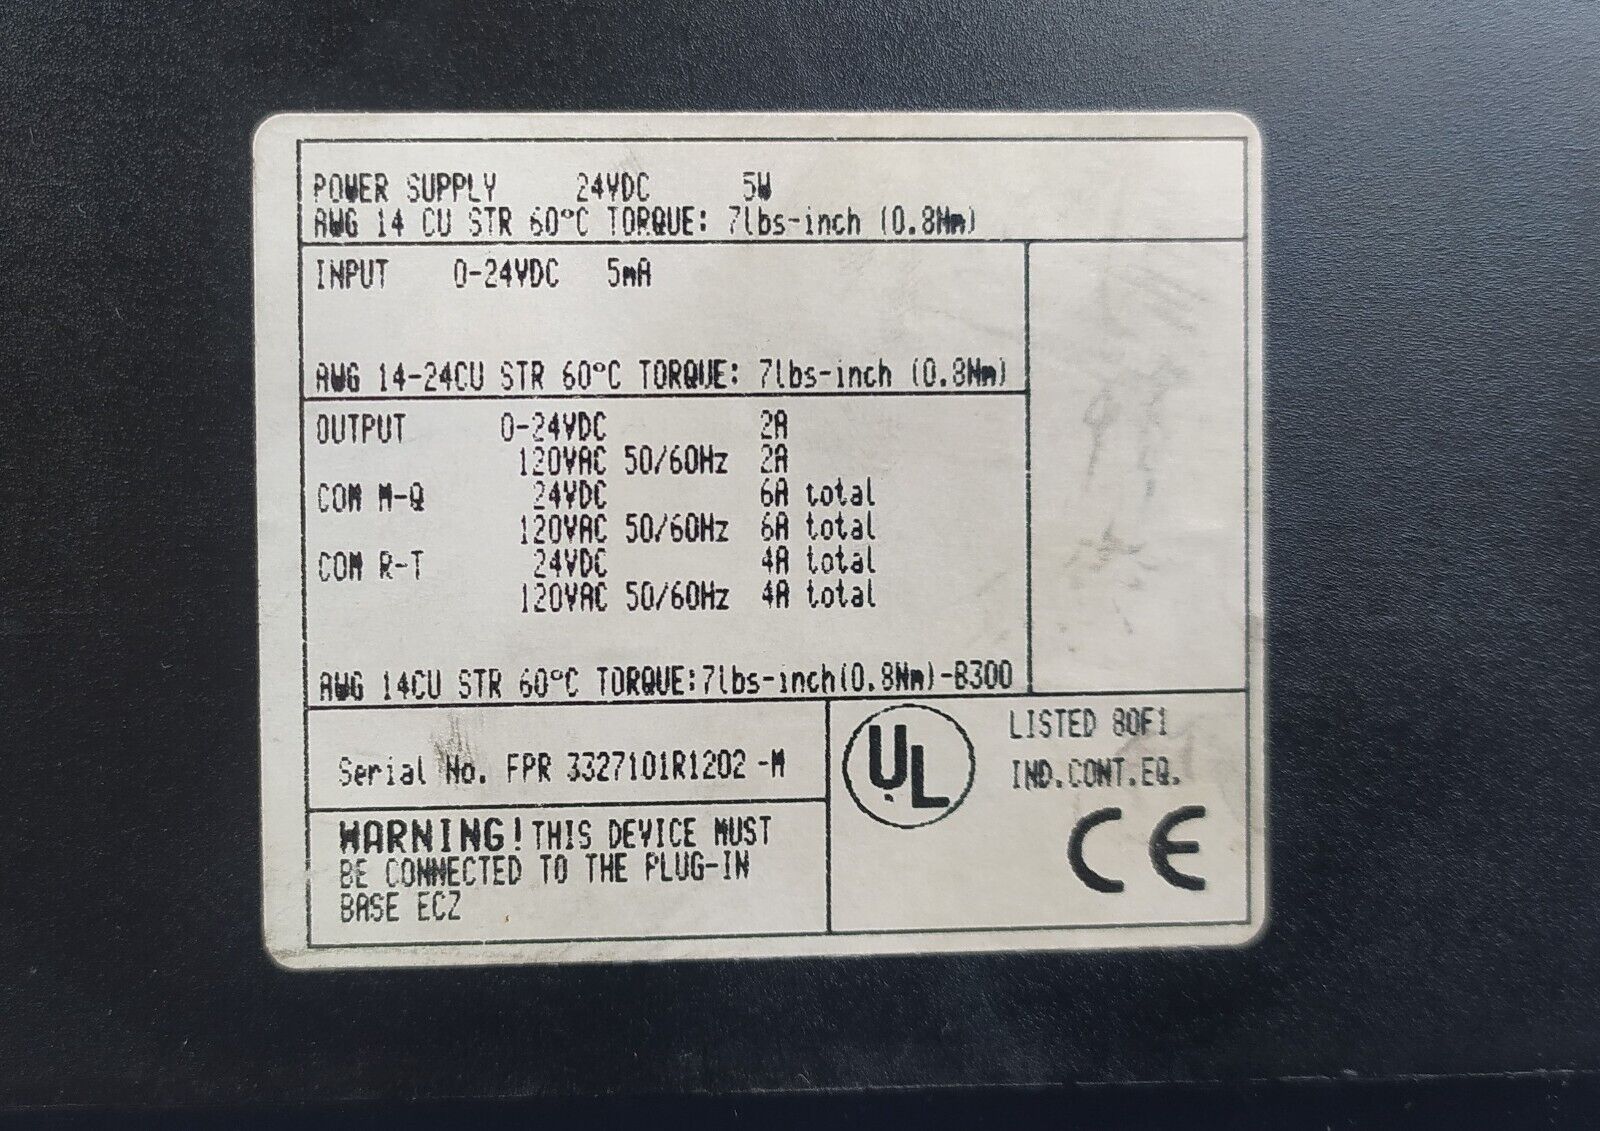 POWER SUPPLY 24VDC 5W
AWG 14 CU STR 60°C TORQUE: 7lbs-inch (0.8Nm)
INPUT 0-24VDC 5mA
AWG 14-24CU STR 60°C TORQUE: 7lbs-inch (0.8Nm)
OUTPUT 0-24VDC 2A
120VAC 50/60Hz 2A
COM M-Q 24VDC 6A total
120VAC 50/60Hz 6A total
COM R-T 24VDC 4A total
120VAC 50/60Hz 4A total
AWG 14CU STR 60°C TORQUE:7lbs-inch(0.8Nm)-B300
Serial No. FPR 3327101R1202 -M
WARNING! THIS DEVICE MUST
BE CONNECTED TO THE PLUG-IN
BASE ECZ
UL
LISTED 80F1
IND.CONT.EQ.
CE